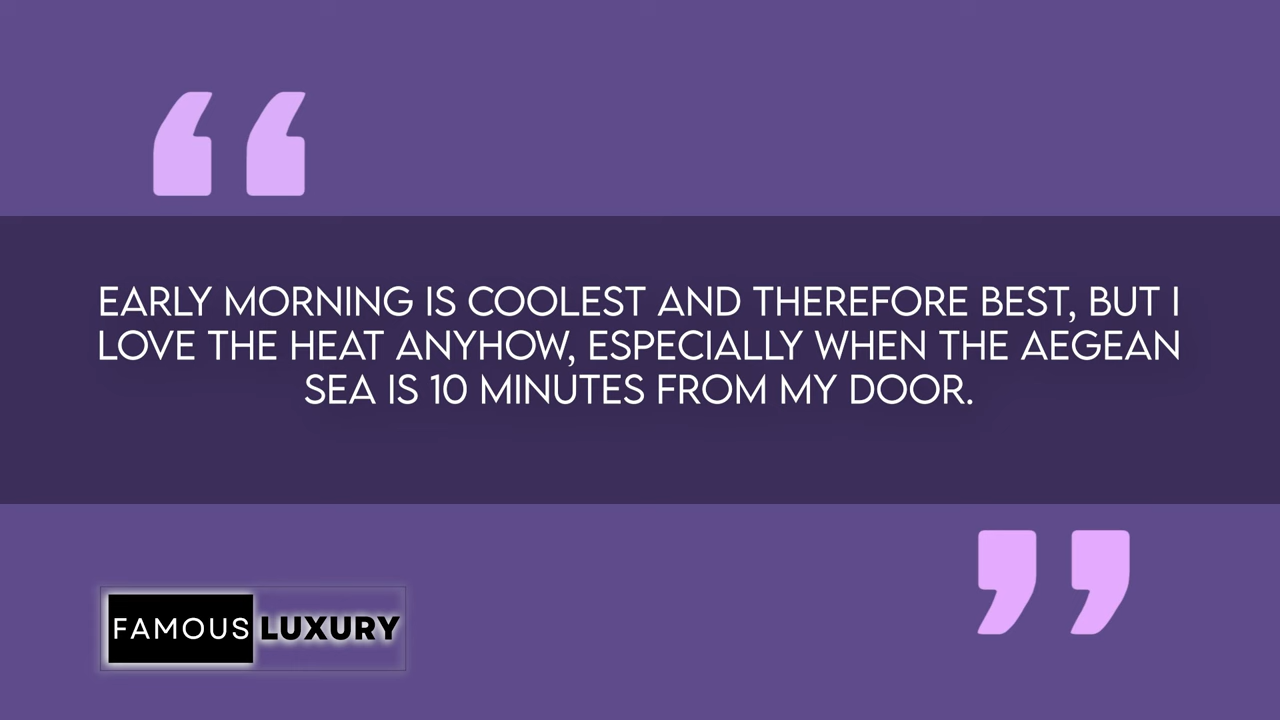 EARLY MORNING IS COOLEST AND THEREFORE BEST, BUT I
LOVE THE HEAT ANYHOW, ESPECIALLY WHEN THE AEGEAN
SEA IS 10 MINUTES FROM MY DOOR.
FAMOUS LUXURY